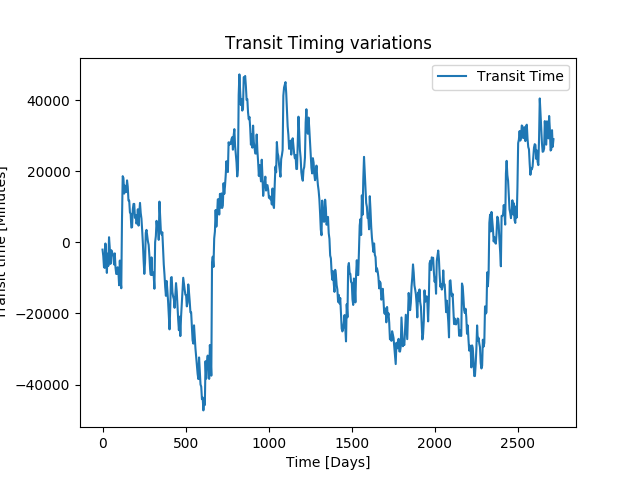 Transit Timing variations
Transit Time
40000
20000
0
−20000
−40000
Transit time [Minutes]
0
500
1000
1500
2000
2500
Time [Days]